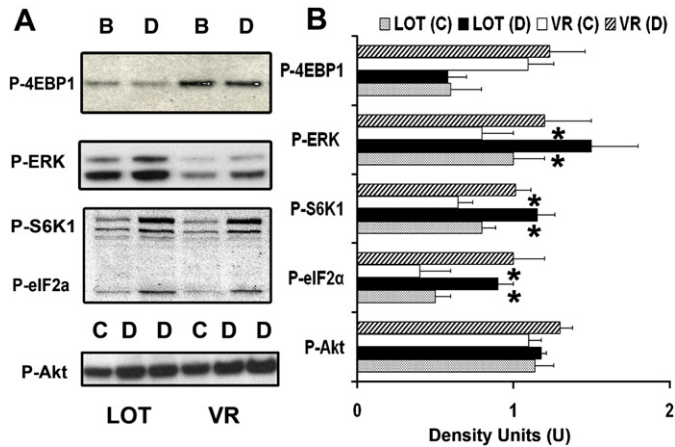 A
B D B D
P-4EBP1
P-ERK
P-S6K1
P-eIF2a
C D D C D D
P-Akt
LOT VR
B
LOT (C) LOT (D) VR (C) VR (D)
P-4EBP1
P-ERK
*
*
P-S6K1
*
*
P-eIF2α
*
*
P-Akt
0 1 2
Density Units (U)